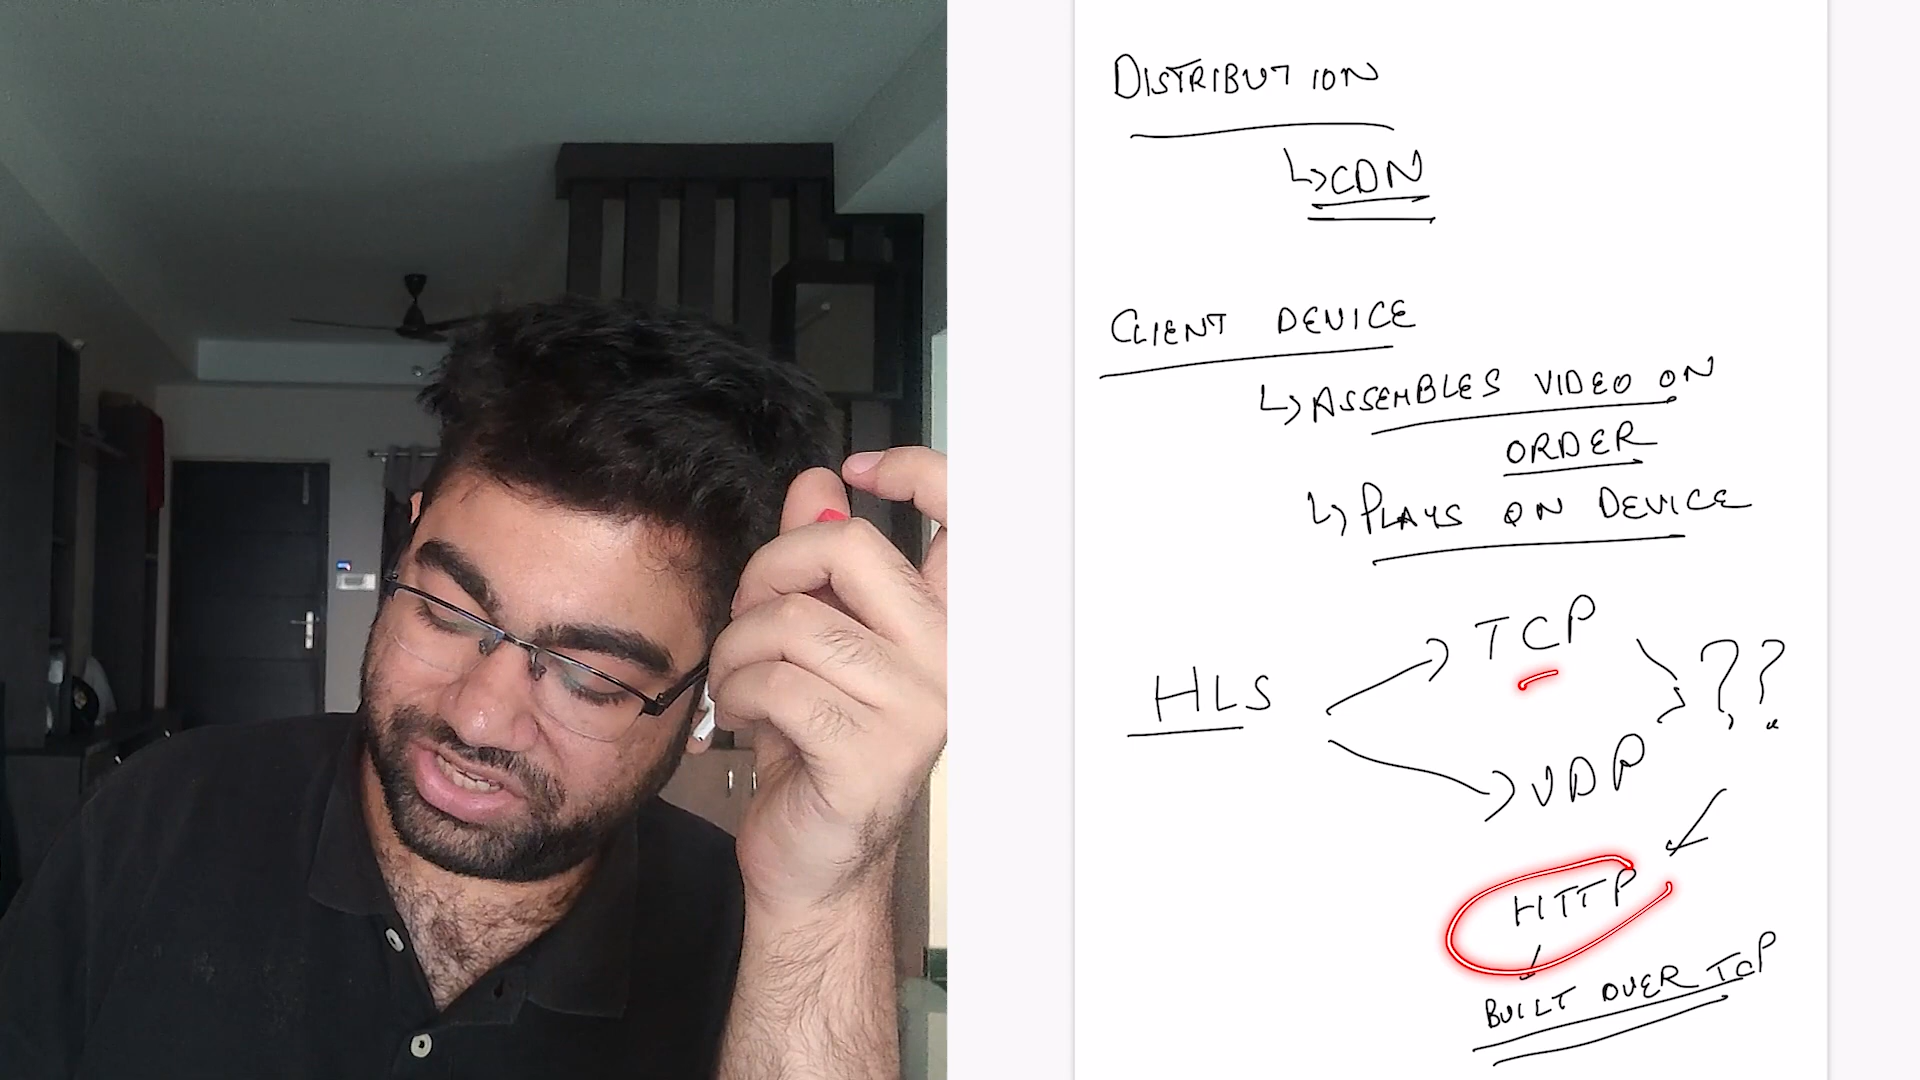 DISTRIBUTION
↳ CDN
CLIENT DEVICE
↳ ASSEMBLES VIDEO ON
ORDER
↳ PLAYS ON DEVICE
TCP
HLS ??
UDP
HTTP
BUILT OVER TCP